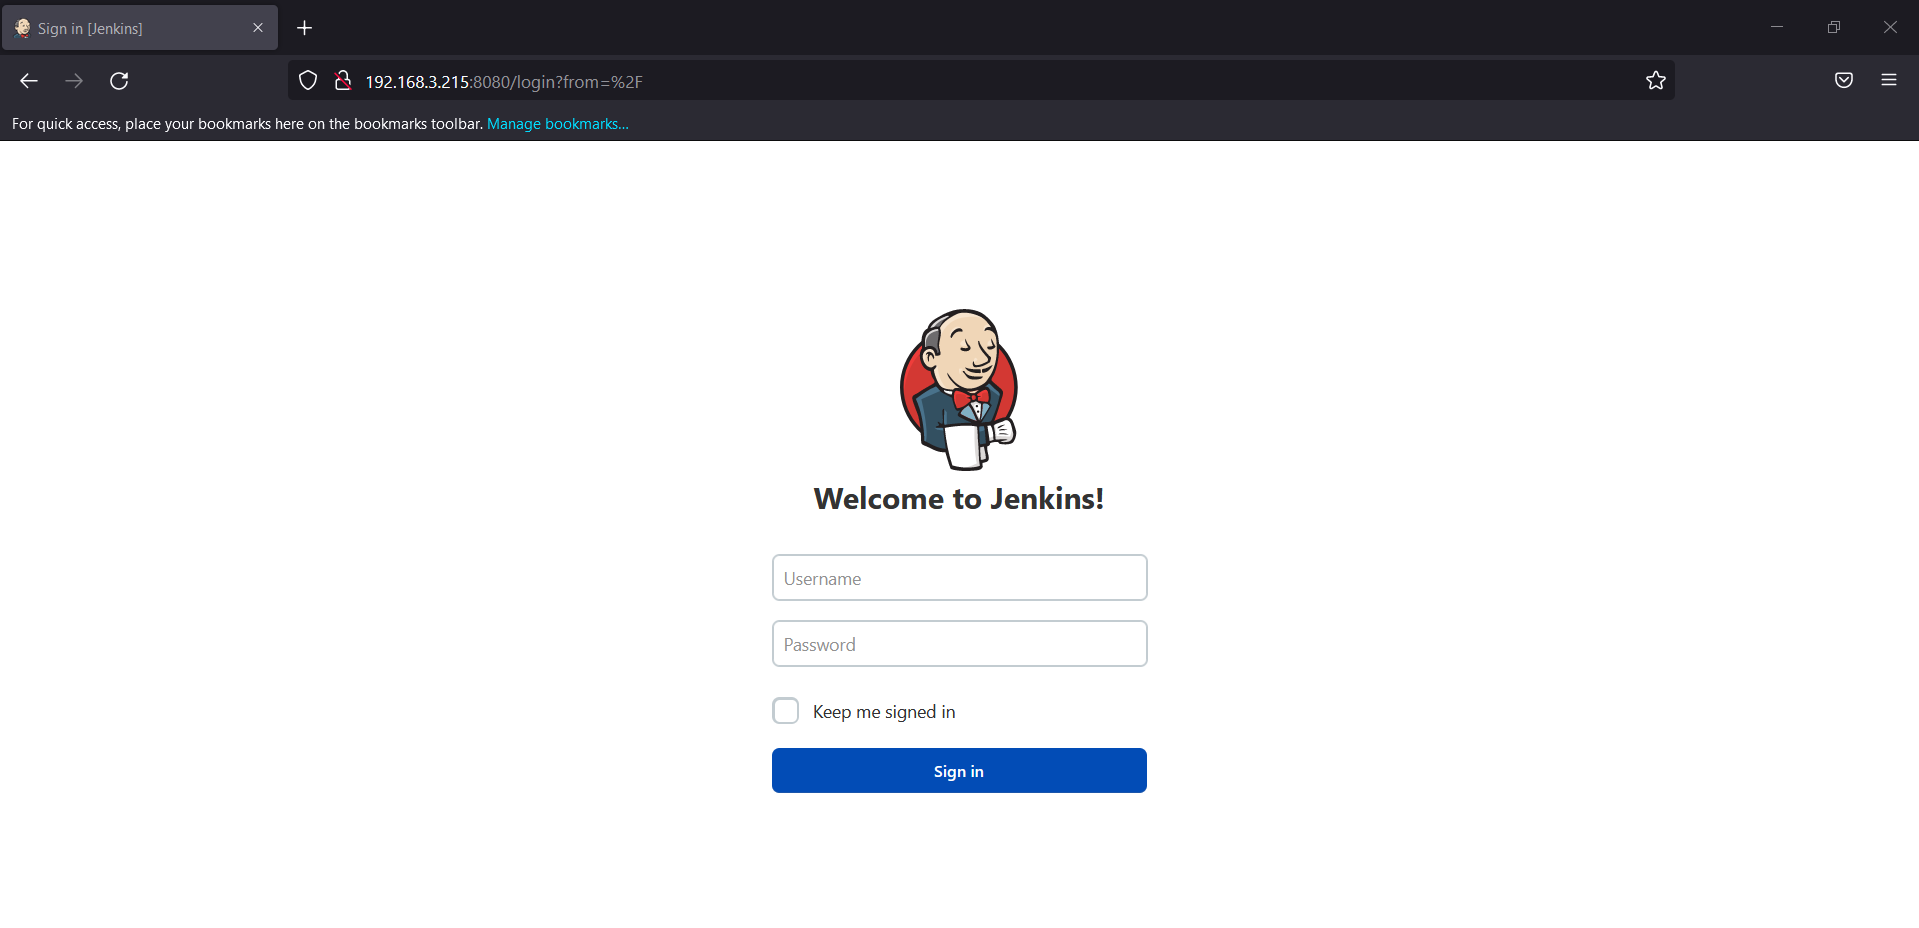 Sign in [Jenkins]
192.168.3.215:8080/login?from=%2F
For quick access, place your bookmarks here on the bookmarks toolbar. Manage bookmarks...
Welcome to Jenkins!
Username
Password
Keep me signed in
Sign in